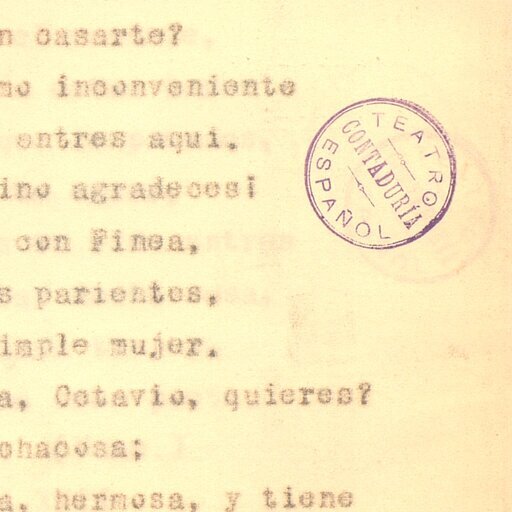 n casarte?
mo inconveniente
entres aqui.
ino agradeces;
con Finea,
s parientes,
imple mujer.
a, Octavio, quieres?
chacosa;
a, hermosa, y tiene
TEATRO ESPAÑOL
CONTADURÍA